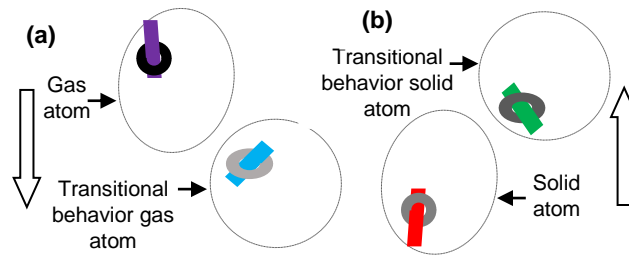 (a)
Gas
atom
Transitional
behavior gas
atom
(b)
Transitional
behavior solid
atom
Solid
atom